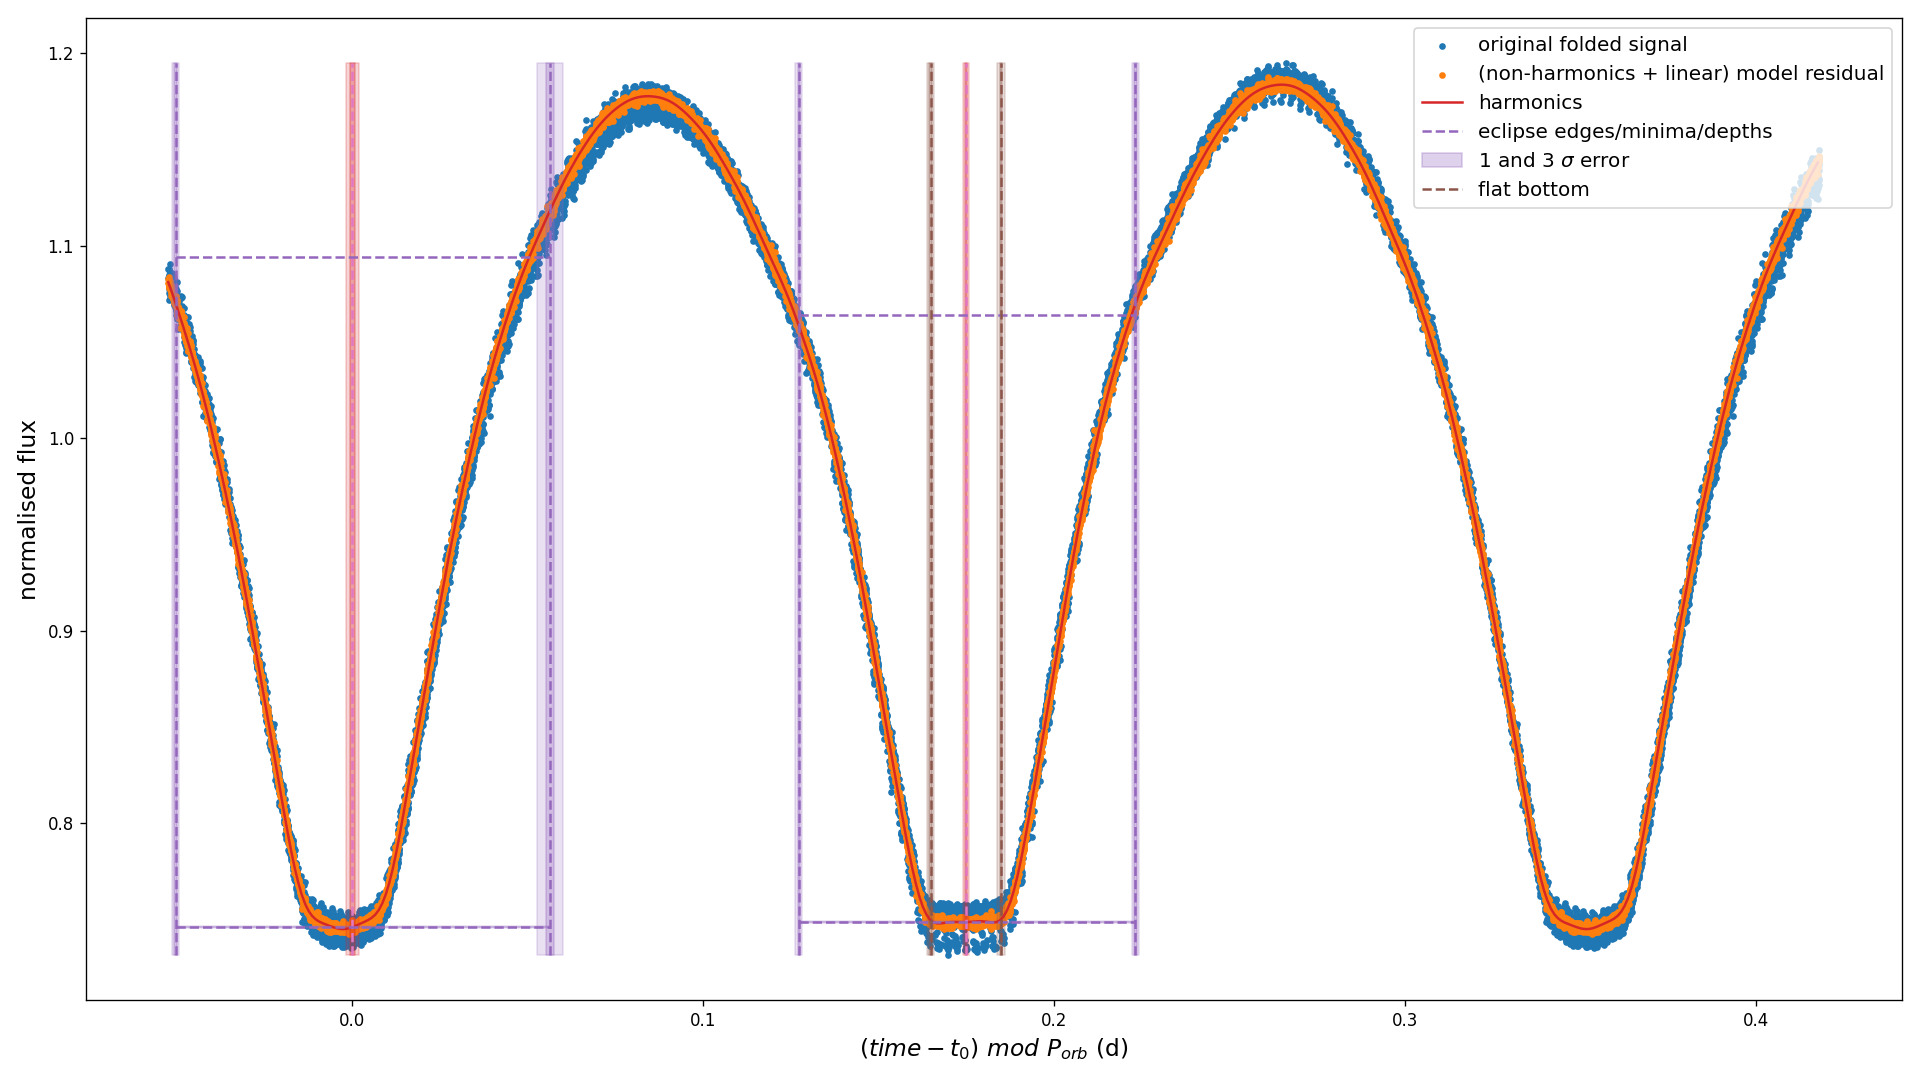 original folded signal
(non-harmonics + linear) model residual
harmonics
eclipse edges/minima/depths
1 and 3 σ error
flat bottom
normalised flux
1.2
1.1
1.0
0.9
0.8
0.0 0.1 0.2 0.3 0.4
(time − t₀) mod P_orb (d)